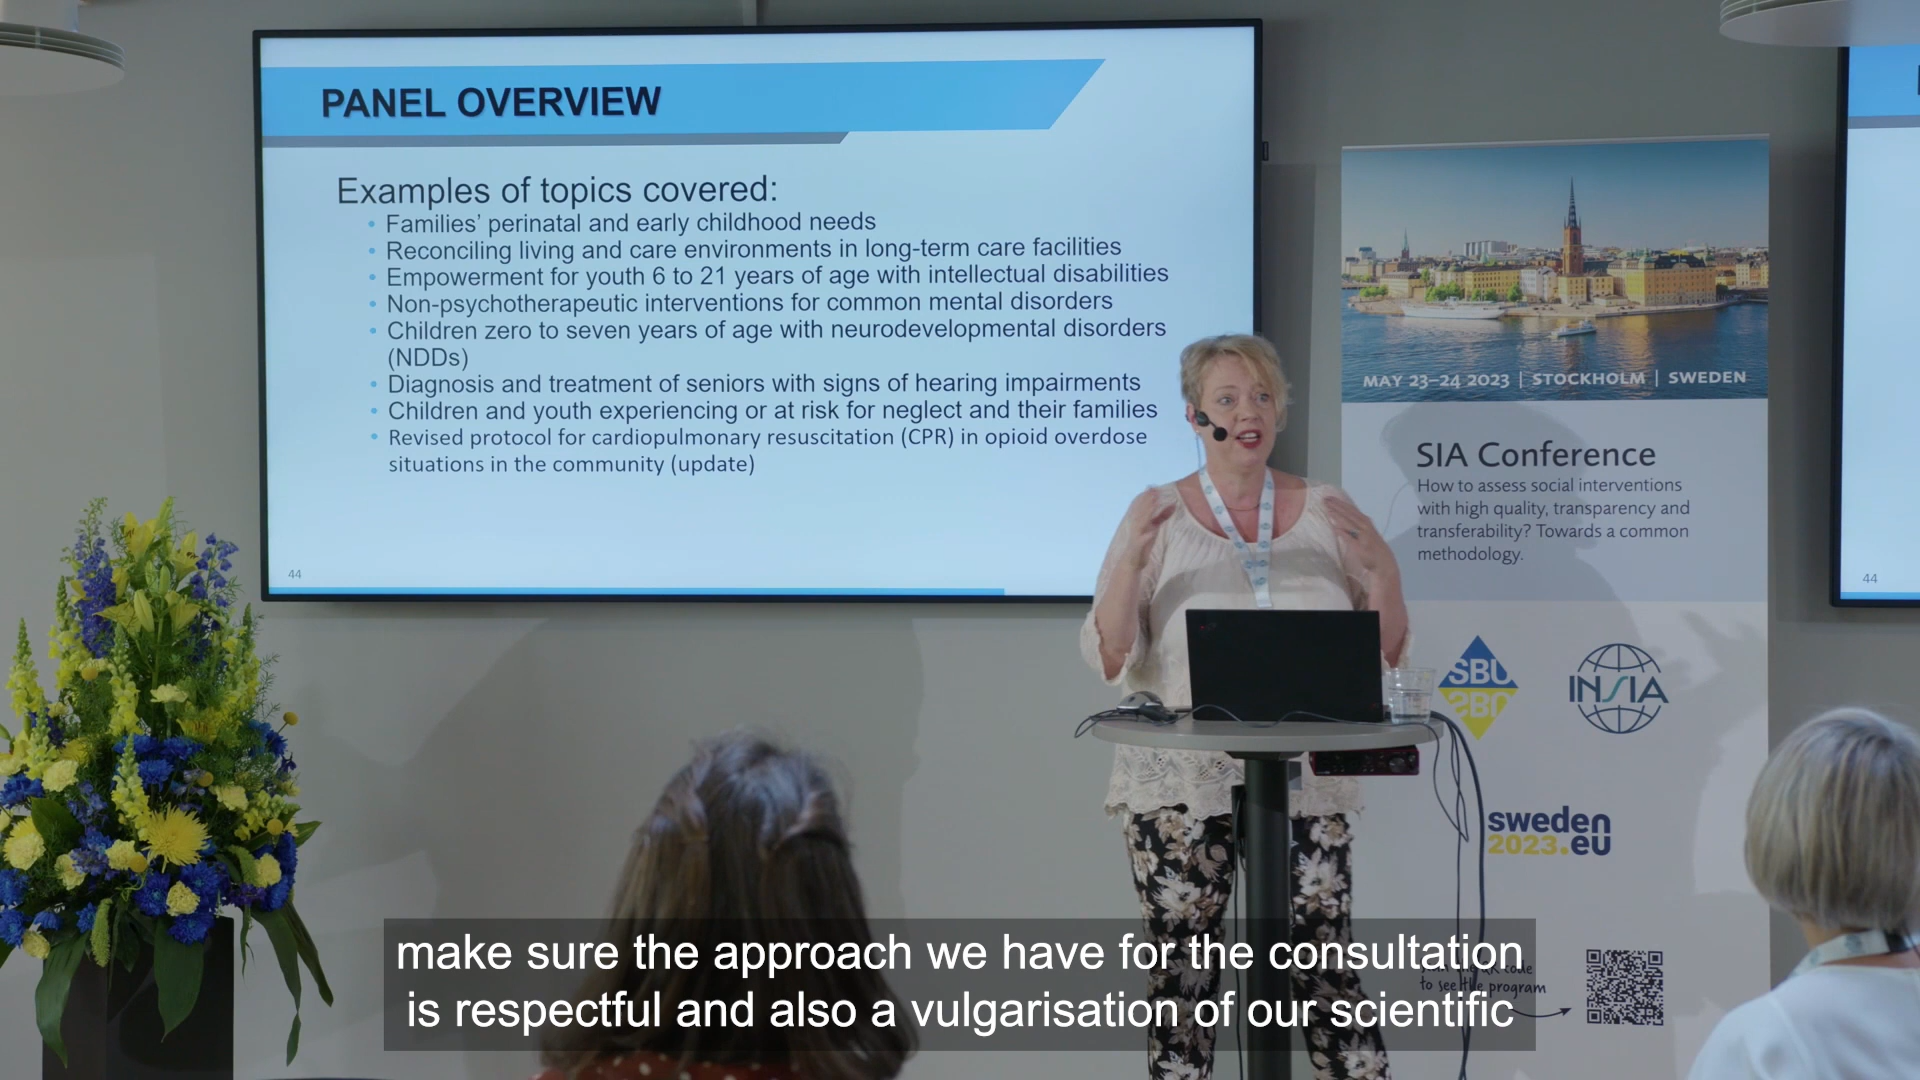 PANEL OVERVIEW
Examples of topics covered:
• Families’ perinatal and early childhood needs
• Reconciling living and care environments in long-term care facilities
• Empowerment for youth 6 to 21 years of age with intellectual disabilities
• Non-psychotherapeutic interventions for common mental disorders
• Children zero to seven years of age with neurodevelopmental disorders
(NDDs)
• Diagnosis and treatment of seniors with signs of hearing impairments
• Children and youth experiencing or at risk for neglect and their families
• Revised protocol for cardiopulmonary resuscitation (CPR) in opioid overdose
situations in the community (update)
44
MAY 23–24 2023 | STOCKHOLM | SWEDEN
SIA Conference
How to assess social interventions
with high quality, transparency and
transferability? Towards a common
methodology.
SBU
INSIA
sweden
2023.eu
QR code
to see the program
44
make sure the approach we have for the consultation
is respectful and also a vulgarisation of our scientific